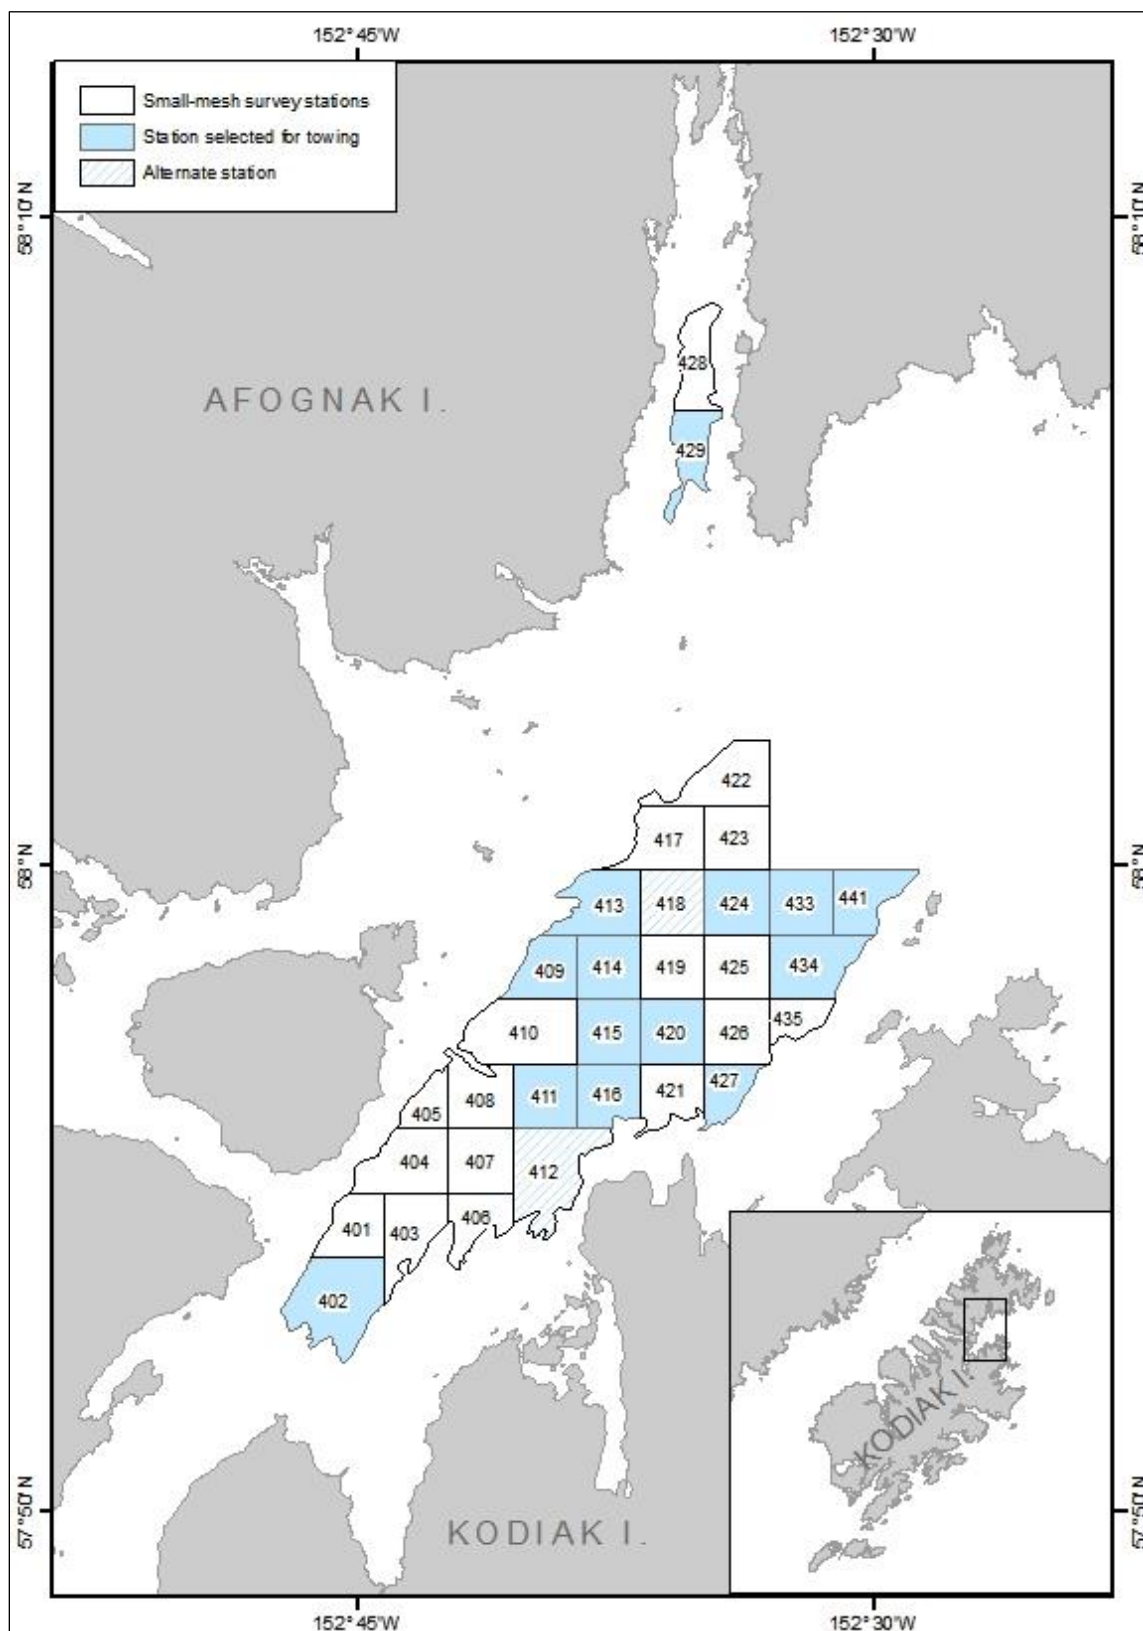 152°45'W 152°30'W
Small-mesh survey stations
Station selected for towing
Alternate station
58°10'N 58°10'N
428
AFOGNAK I.
429
422
417 423
58°N 58°N
413 418 424 433 441
409 414 419 425 434
410 415 420 426 435
405 408 411 416 421 427
404 407 412
401 403 406
402
KODIAK I.
57°50'N 57°50'N
KODIAK I.
152°45'W 152°30'W